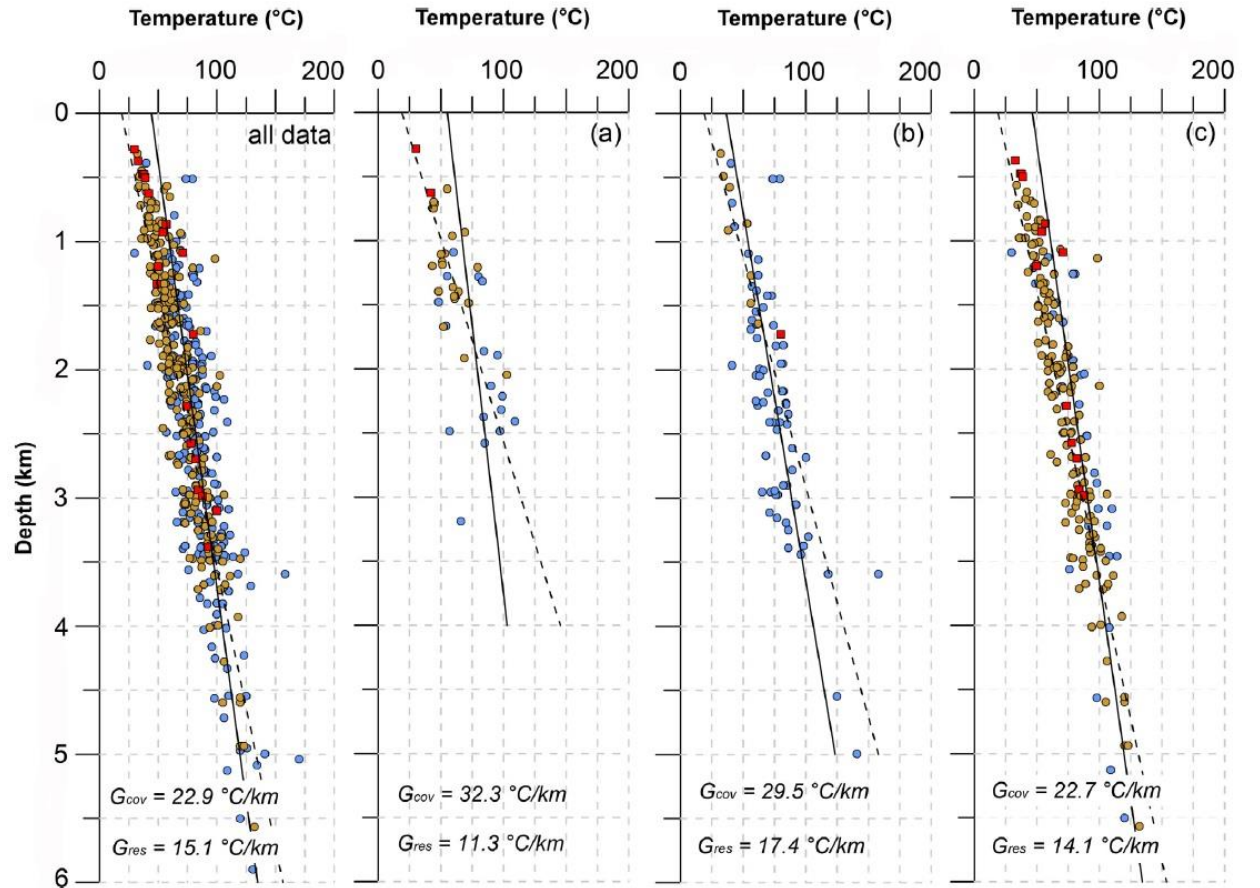 Temperature (°C) Temperature (°C) Temperature (°C) Temperature (°C)
0 100 200 0 100 200 0 100 200 0 100 200
0
all data (a) (b) (c)
1
2
3
4
5
6
Depth (km)
Gcov = 22.9 °C/km Gcov = 32.3 °C/km Gcov = 29.5 °C/km Gcov = 22.7 °C/km
Gres = 15.1 °C/km Gres = 11.3 °C/km Gres = 17.4 °C/km Gres = 14.1 °C/km